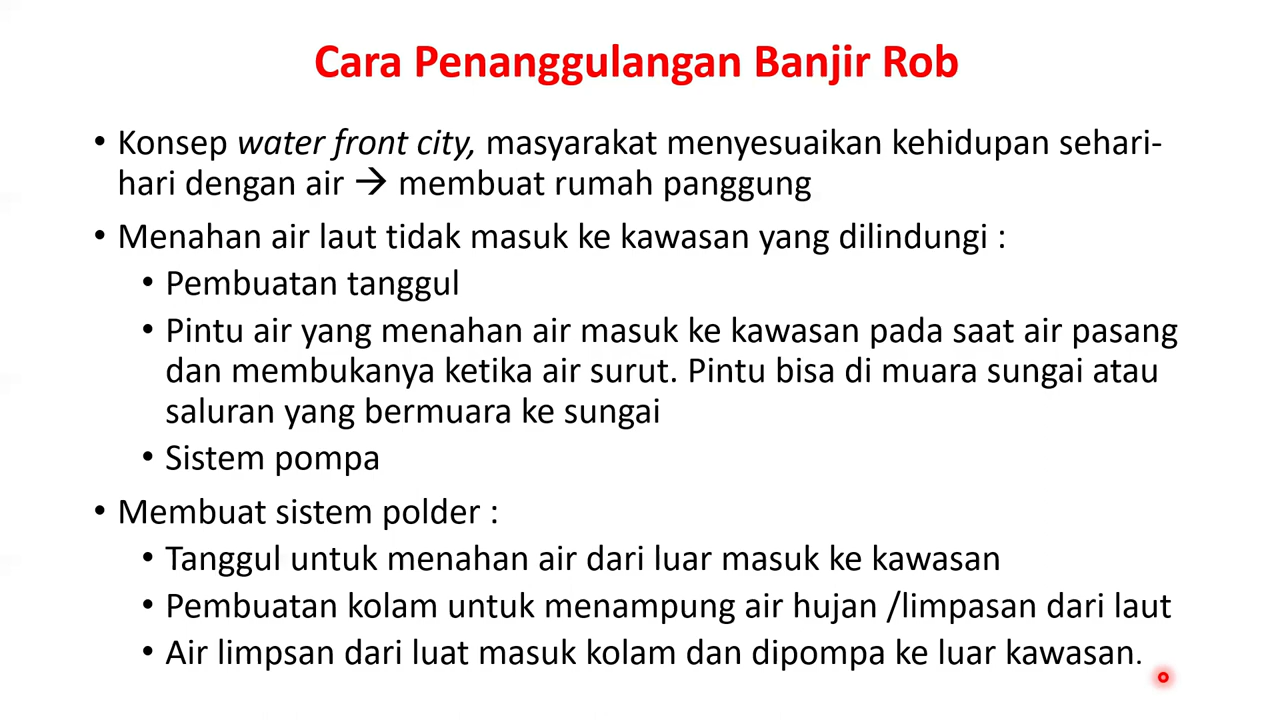 Cara Penanggulangan Banjir Rob
• Konsep water front city, masyarakat menyesuaikan kehidupan sehari-
hari dengan air → membuat rumah panggung
• Menahan air laut tidak masuk ke kawasan yang dilindungi :
• Pembuatan tanggul
• Pintu air yang menahan air masuk ke kawasan pada saat air pasang
dan membukanya ketika air surut. Pintu bisa di muara sungai atau
saluran yang bermuara ke sungai
• Sistem pompa
• Membuat sistem polder :
• Tanggul untuk menahan air dari luar masuk ke kawasan
• Pembuatan kolam untuk menampung air hujan /limpasan dari laut
• Air limpsan dari luat masuk kolam dan dipompa ke luar kawasan.